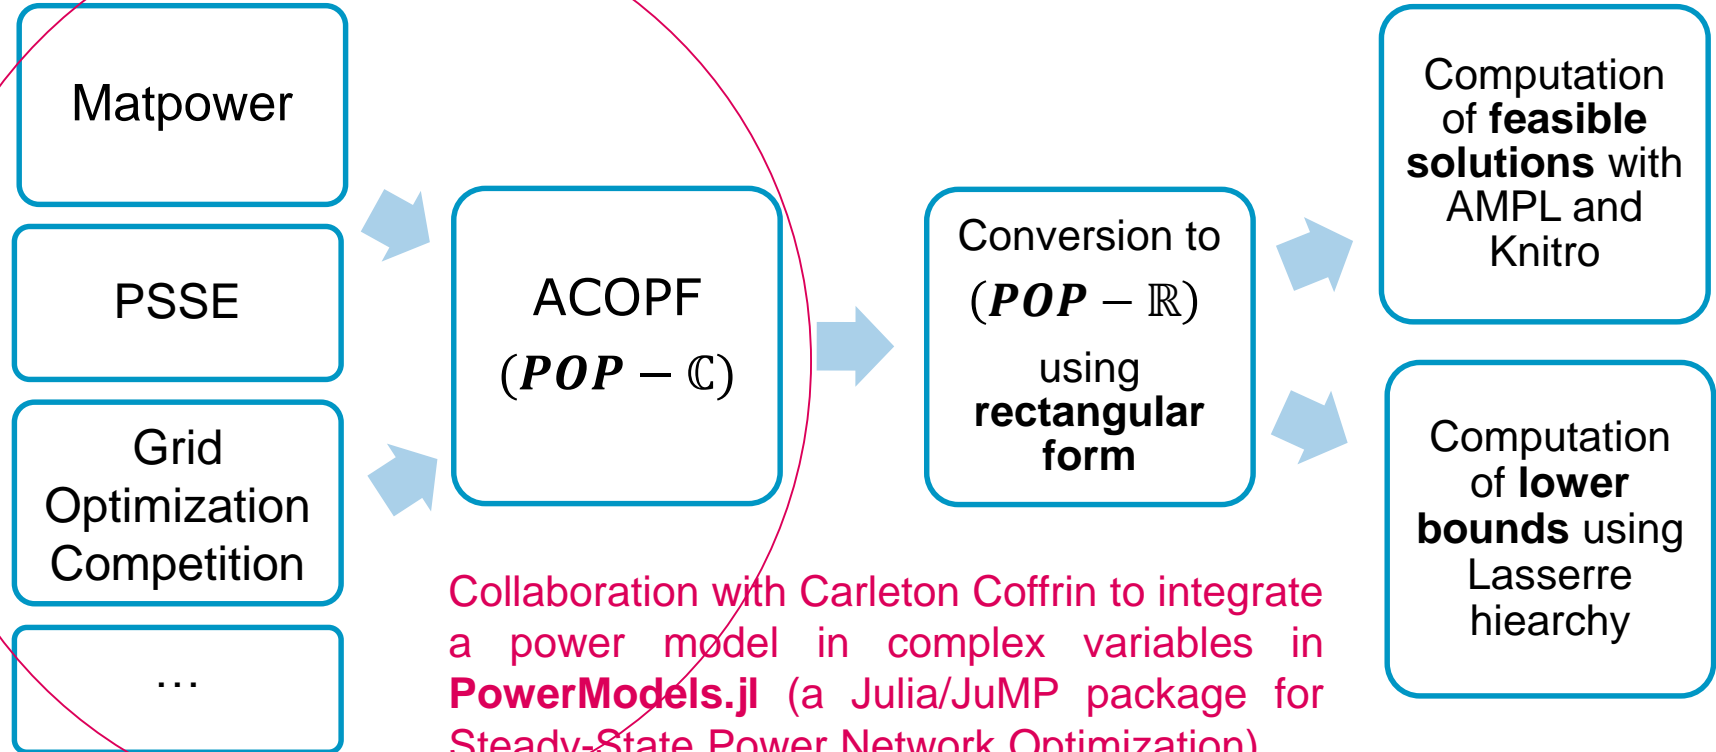 Matpower
PSSE
Grid
Optimization
Competition
...
ACOPF
(POP − ℂ)
Conversion to
(POP − ℝ)
using
rectangular
form
Computation
of feasible
solutions with
AMPL and
Knitro
Computation
of lower
bounds using
Lasserre
hiearchy
Collaboration with Carleton Coffrin to integrate
a power model in complex variables in
PowerModels.jl (a Julia/JuMP package for
Steady-State Power Network Optimization)